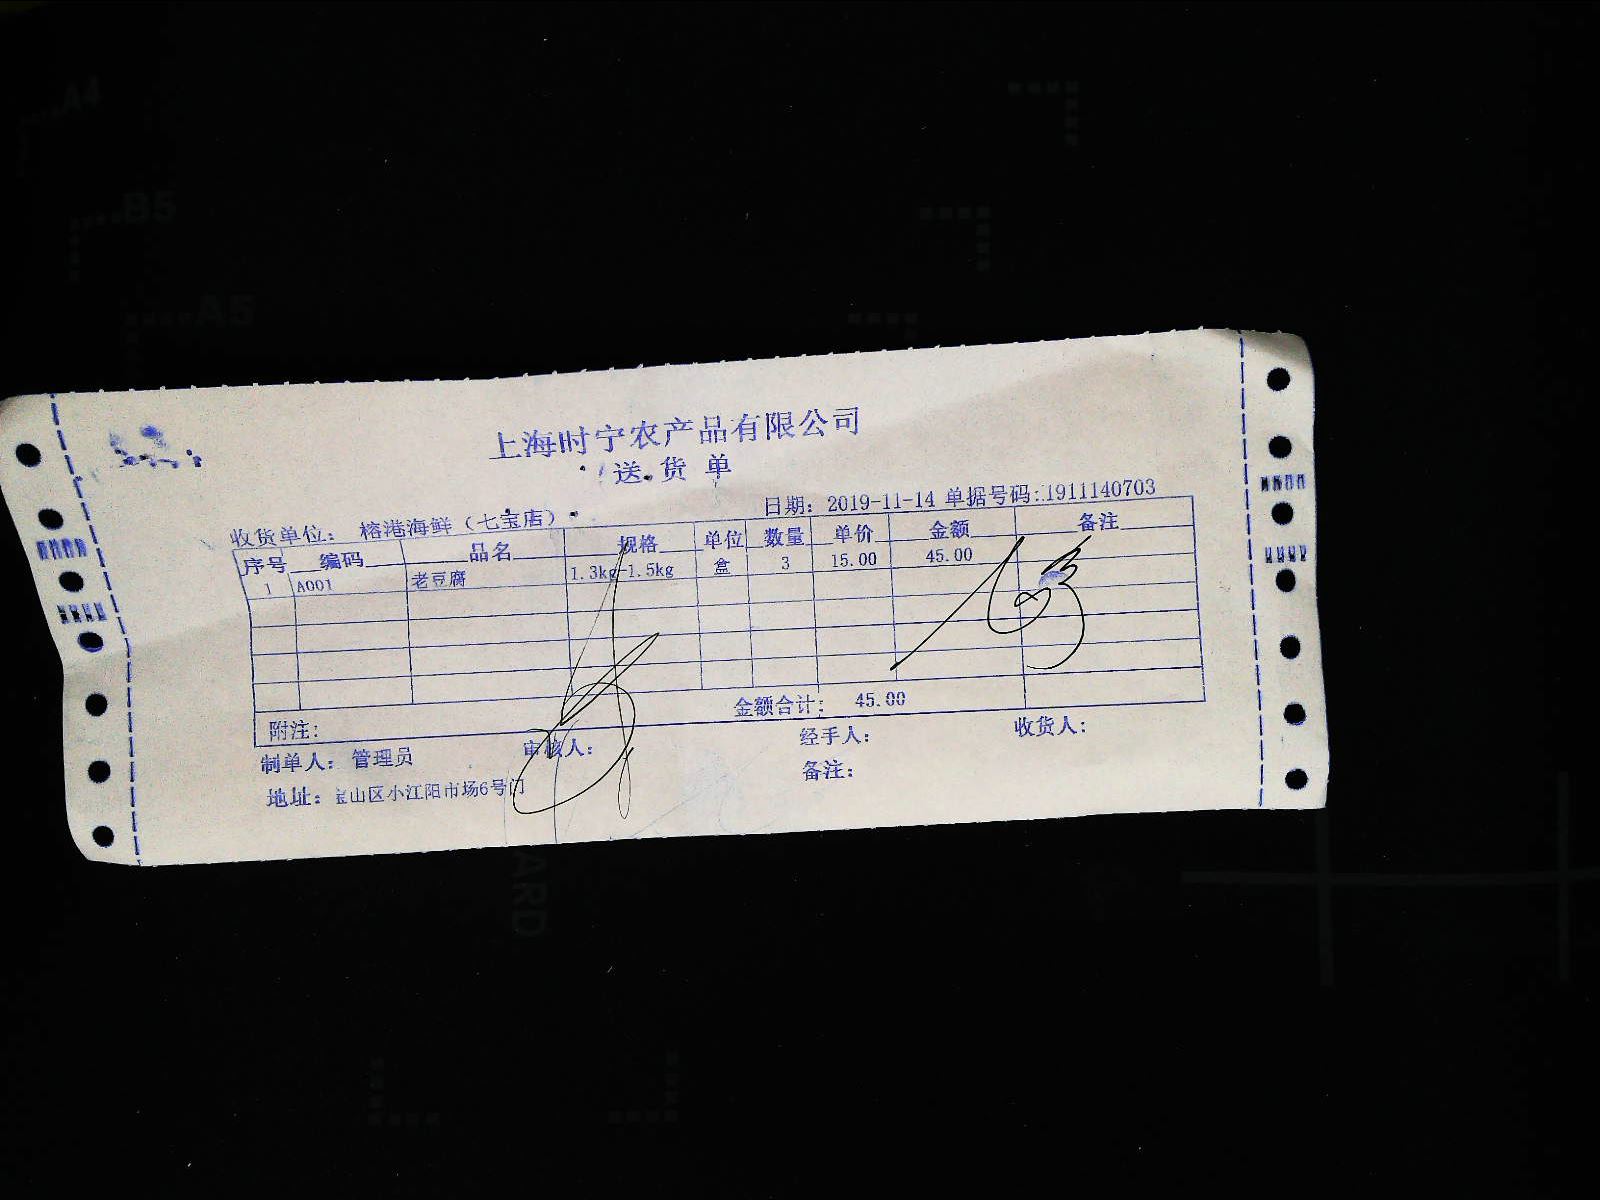 上海时宁农产品有限公司
送货单
收货单位: 榕港海鲜(七宝店) 日期: 2019-11-14 单据号码:1911140703
序号 编码 品名 规格 单位 数量 单价 金额 备注
1 A001 老豆腐 1.3kg-1.5kg 盒 3 15.00 45.00
附注: 金额合计: 45.00
制单人: 管理员 审核人: 经手人: 收货人:
地址: 宝山区小江阳市场6号门 备注:
A4
B5
A5